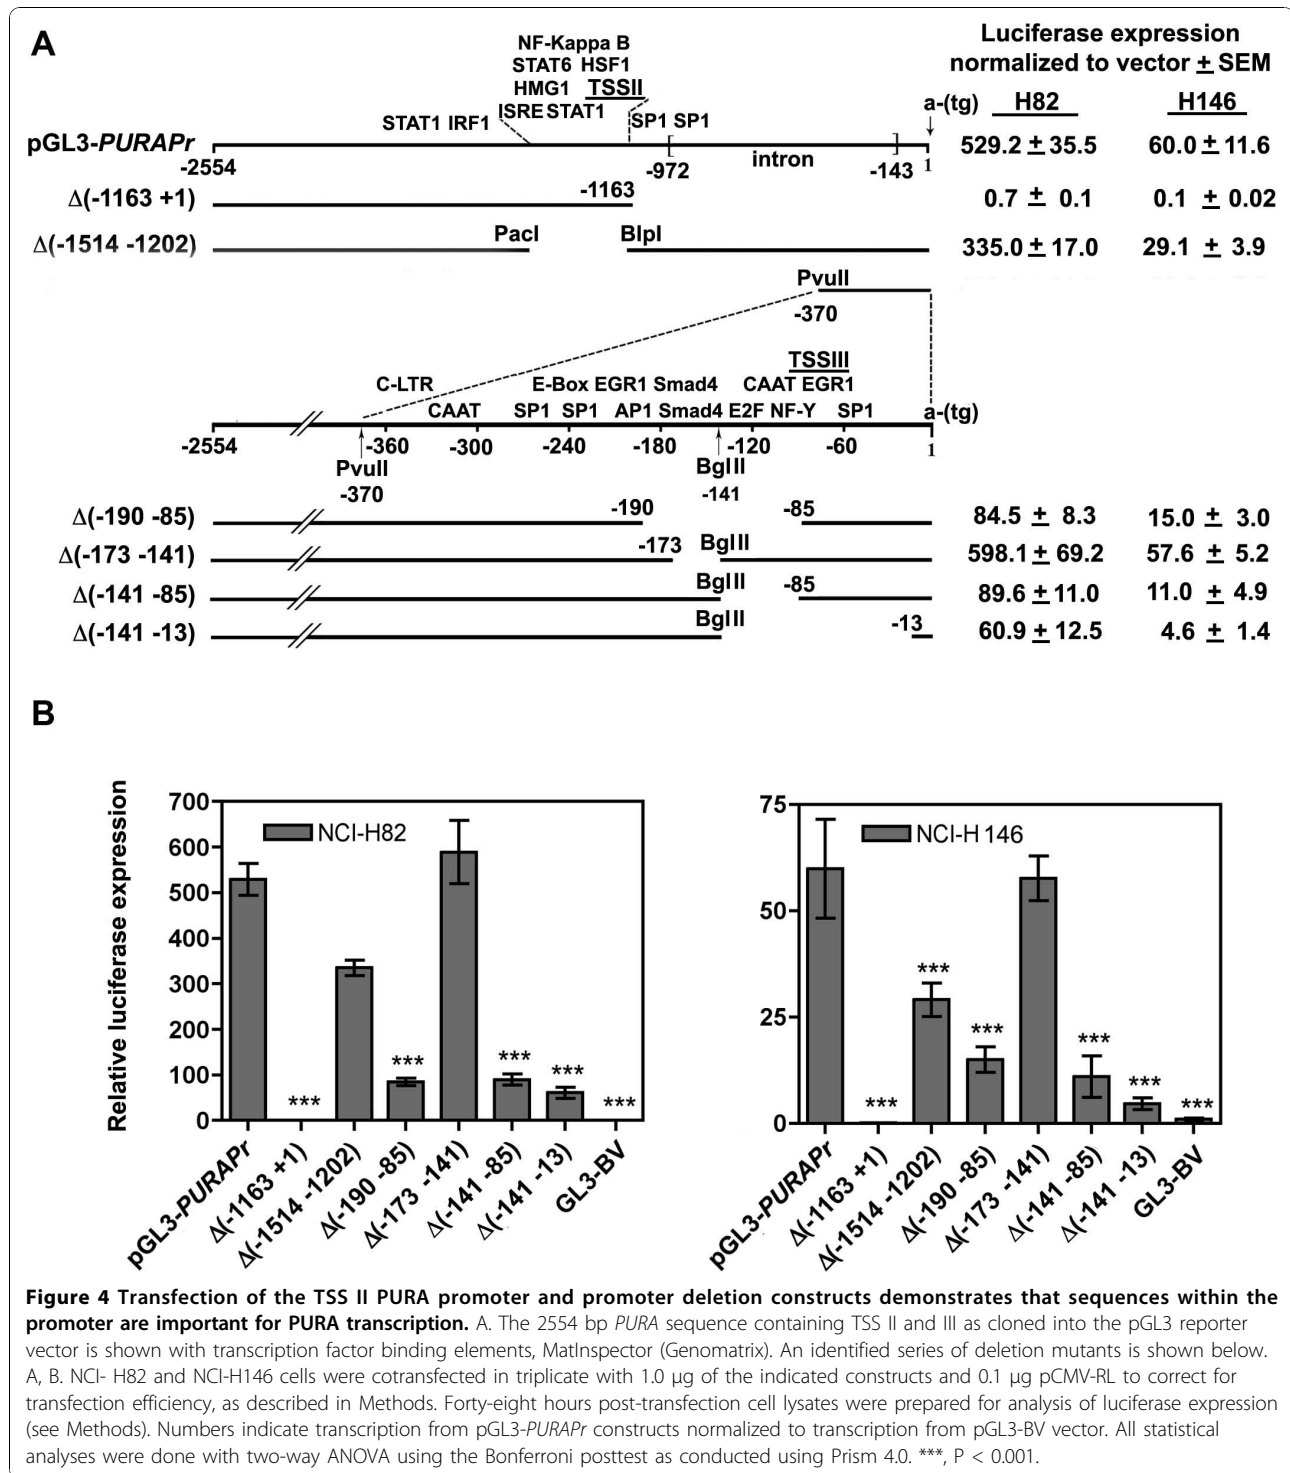 A
Luciferase expression
normalized to vector ± SEM
NF-Kappa B
STAT6 HSF1
HMG1 TSSII
ISRE STAT1
STAT1 IRF1
SP1 SP1
a-(tg)
H82 H146
pGL3-PURAPr
-2554 -972 intron -143 1
529.2 ± 35.5 60.0 ± 11.6
Δ(-1163 +1) -1163 0.7 ± 0.1 0.1 ± 0.02
Δ(-1514 -1202) PacI BlpI 335.0 ± 17.0 29.1 ± 3.9
PvuII
-370
TSSIII
C-LTR E-Box EGR1 Smad4 CAAT EGR1
CAAT SP1 SP1 AP1 Smad4 E2F NF-Y SP1 a-(tg)
-2554 -360 -300 -240 -180 -120 -60 1
PvuII BglII
-370 -141
Δ(-190 -85) -190 -85 84.5 ± 8.3 15.0 ± 3.0
Δ(-173 -141) -173 BglII 598.1 ± 69.2 57.6 ± 5.2
Δ(-141 -85) BglII -85 89.6 ± 11.0 11.0 ± 4.9
Δ(-141 -13) BglII -13 60.9 ± 12.5 4.6 ± 1.4
B
Relative luciferase expression
700
600
500
400
300
200
100
0
NCI-H82
*** *** *** *** ***
pGL3-PURAPr
Δ(-1163 +1)
Δ(-1514 -1202)
Δ(-190 -85)
Δ(-173 -141)
Δ(-141 -85)
Δ(-141 -13)
GL3-BV
75
50
25
0
NCI-H 146
*** *** *** *** *** ***
pGL3-PURAPr
Δ(-1163 +1)
Δ(-1514 -1202)
Δ(-190 -85)
Δ(-173 -141)
Δ(-141 -85)
Δ(-141 -13)
GL3-BV
Figure 4 Transfection of the TSS II PURA promoter and promoter deletion constructs demonstrates that sequences within the
promoter are important for PURA transcription. A. The 2554 bp PURA sequence containing TSS II and III as cloned into the pGL3 reporter
vector is shown with transcription factor binding elements, MatInspector (Genomatrix). An identified series of deletion mutants is shown below.
A, B. NCI- H82 and NCI-H146 cells were cotransfected in triplicate with 1.0 μg of the indicated constructs and 0.1 μg pCMV-RL to correct for
transfection efficiency, as described in Methods. Forty-eight hours post-transfection cell lysates were prepared for analysis of luciferase expression
(see Methods). Numbers indicate transcription from pGL3-PURAPr constructs normalized to transcription from pGL3-BV vector. All statistical
analyses were done with two-way ANOVA using the Bonferroni posttest as conducted using Prism 4.0. ***, P < 0.001.